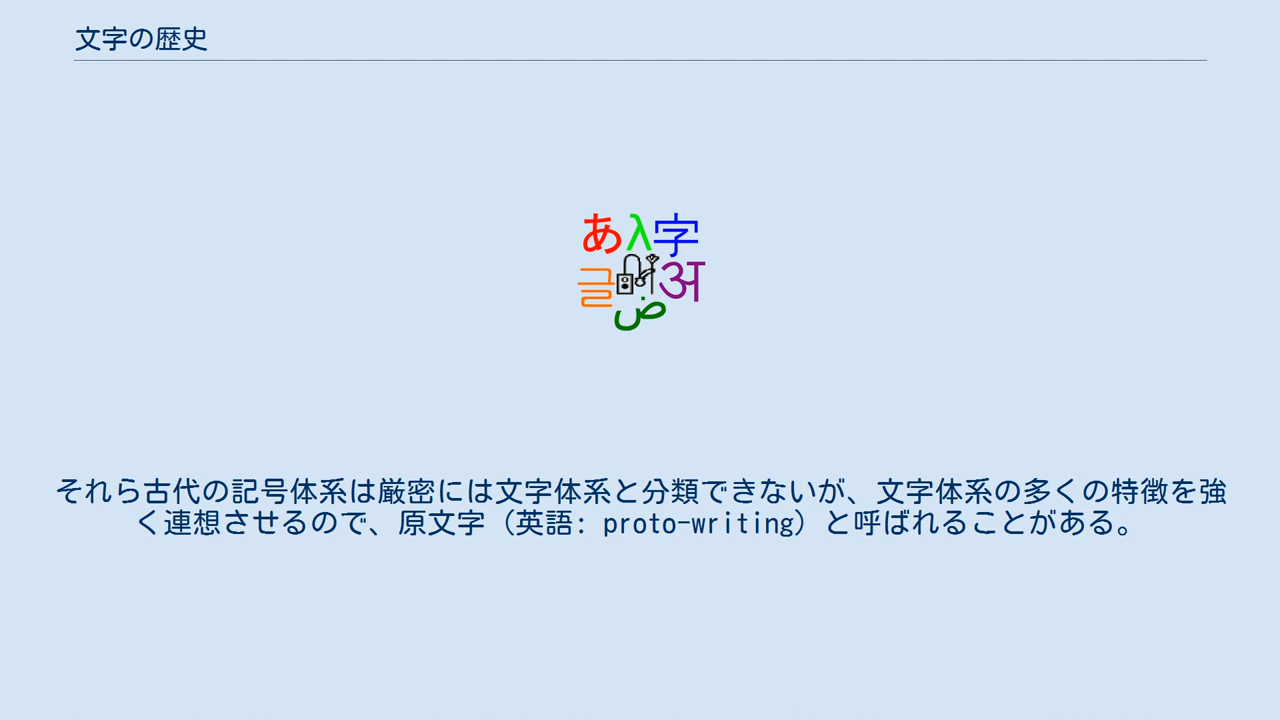 文字の歴史
あλ字
글अ
ض
それら古代の記号体系は厳密には文字体系と分類できないが、文字体系の多くの特徴を強
く連想させるので、原文字（英語: proto-writing）と呼ばれることがある。